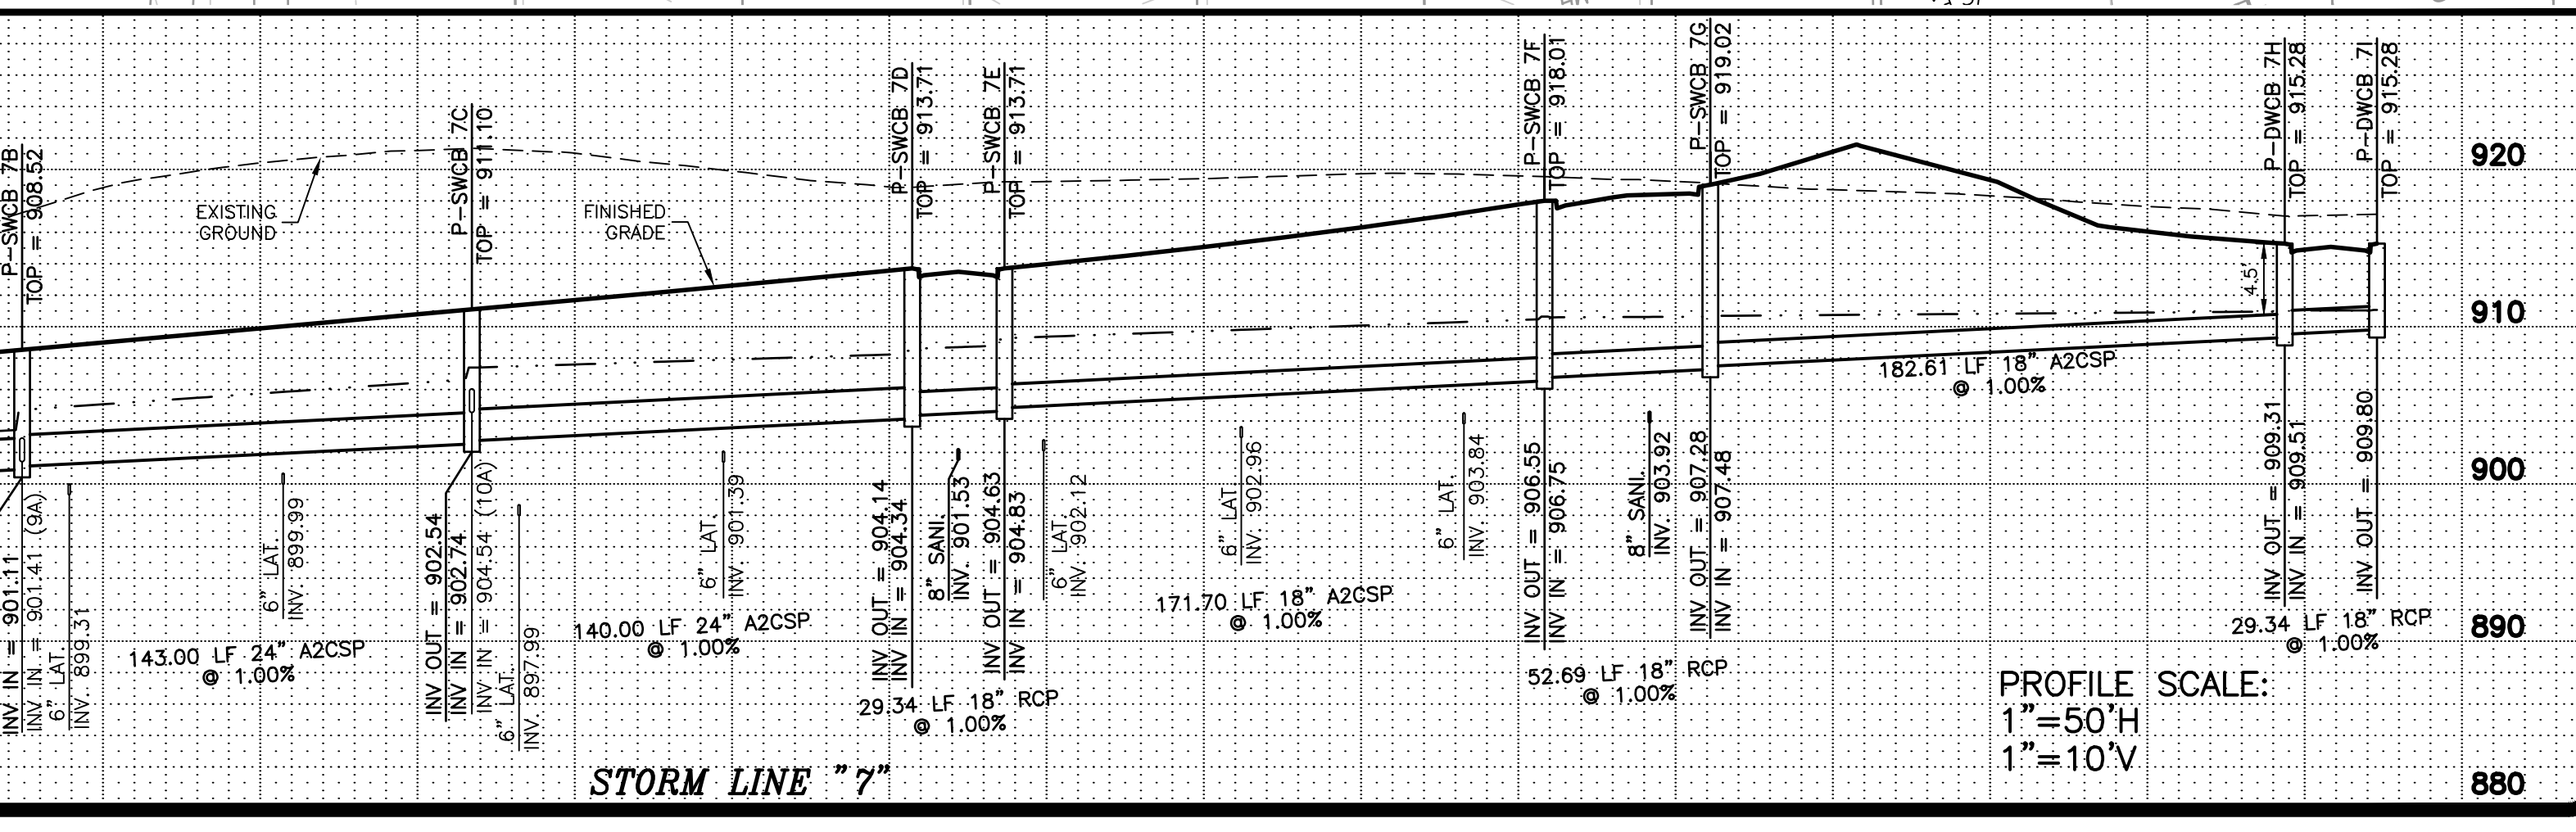 P-SWCB 7B
TOP = 908.52
EXISTING
GROUND
P-SWCB 7C
TOP = 911.10
FINISHED
GRADE
P-SWCB 7D
TOP = 913.71
P-SWCB 7E
TOP = 913.71
P-SWCB 7F
TOP = 918.01
P-SWCB 7G
TOP = 919.02
P-DWCB 7H
TOP = 915.28
P-DWCB 7I
TOP = 915.28
4.5'
920
910
900
890
880
INV IN = 901.11
INV IN = 901.41 (9A)
6" LAT.
INV. 899.31
6" LAT.
INV. 899.99
143.00 LF 24" A2CSP
@ 1.00%
INV OUT = 902.54
INV IN = 902.74
INV IN = 904.54 (10A)
6" LAT.
INV. 897.99
6" LAT.
INV. 901.39
140.00 LF 24" A2CSP
@ 1.00%
INV OUT = 904.14
INV IN = 904.34
8" SANI.
INV. 901.53
INV OUT = 904.63
INV IN = 904.83
6" LAT.
INV. 902.12
29.34 LF 18" RCP
@ 1.00%
6" LAT.
INV. 902.96
171.70 LF 18" A2CSP
@ 1.00%
6" LAT.
INV. 903.84
INV OUT = 906.55
INV IN = 906.75
8" SANI.
INV. 903.92
INV OUT = 907.28
INV IN = 907.48
52.69 LF 18" RCP
@ 1.00%
182.61 LF 18" A2CSP
@ 1.00%
INV OUT = 909.31
INV IN = 909.51
INV OUT = 909.80
29.34 LF 18" RCP
@ 1.00%
PROFILE SCALE:
1"=50'H
1"=10'V
STORM LINE "7"